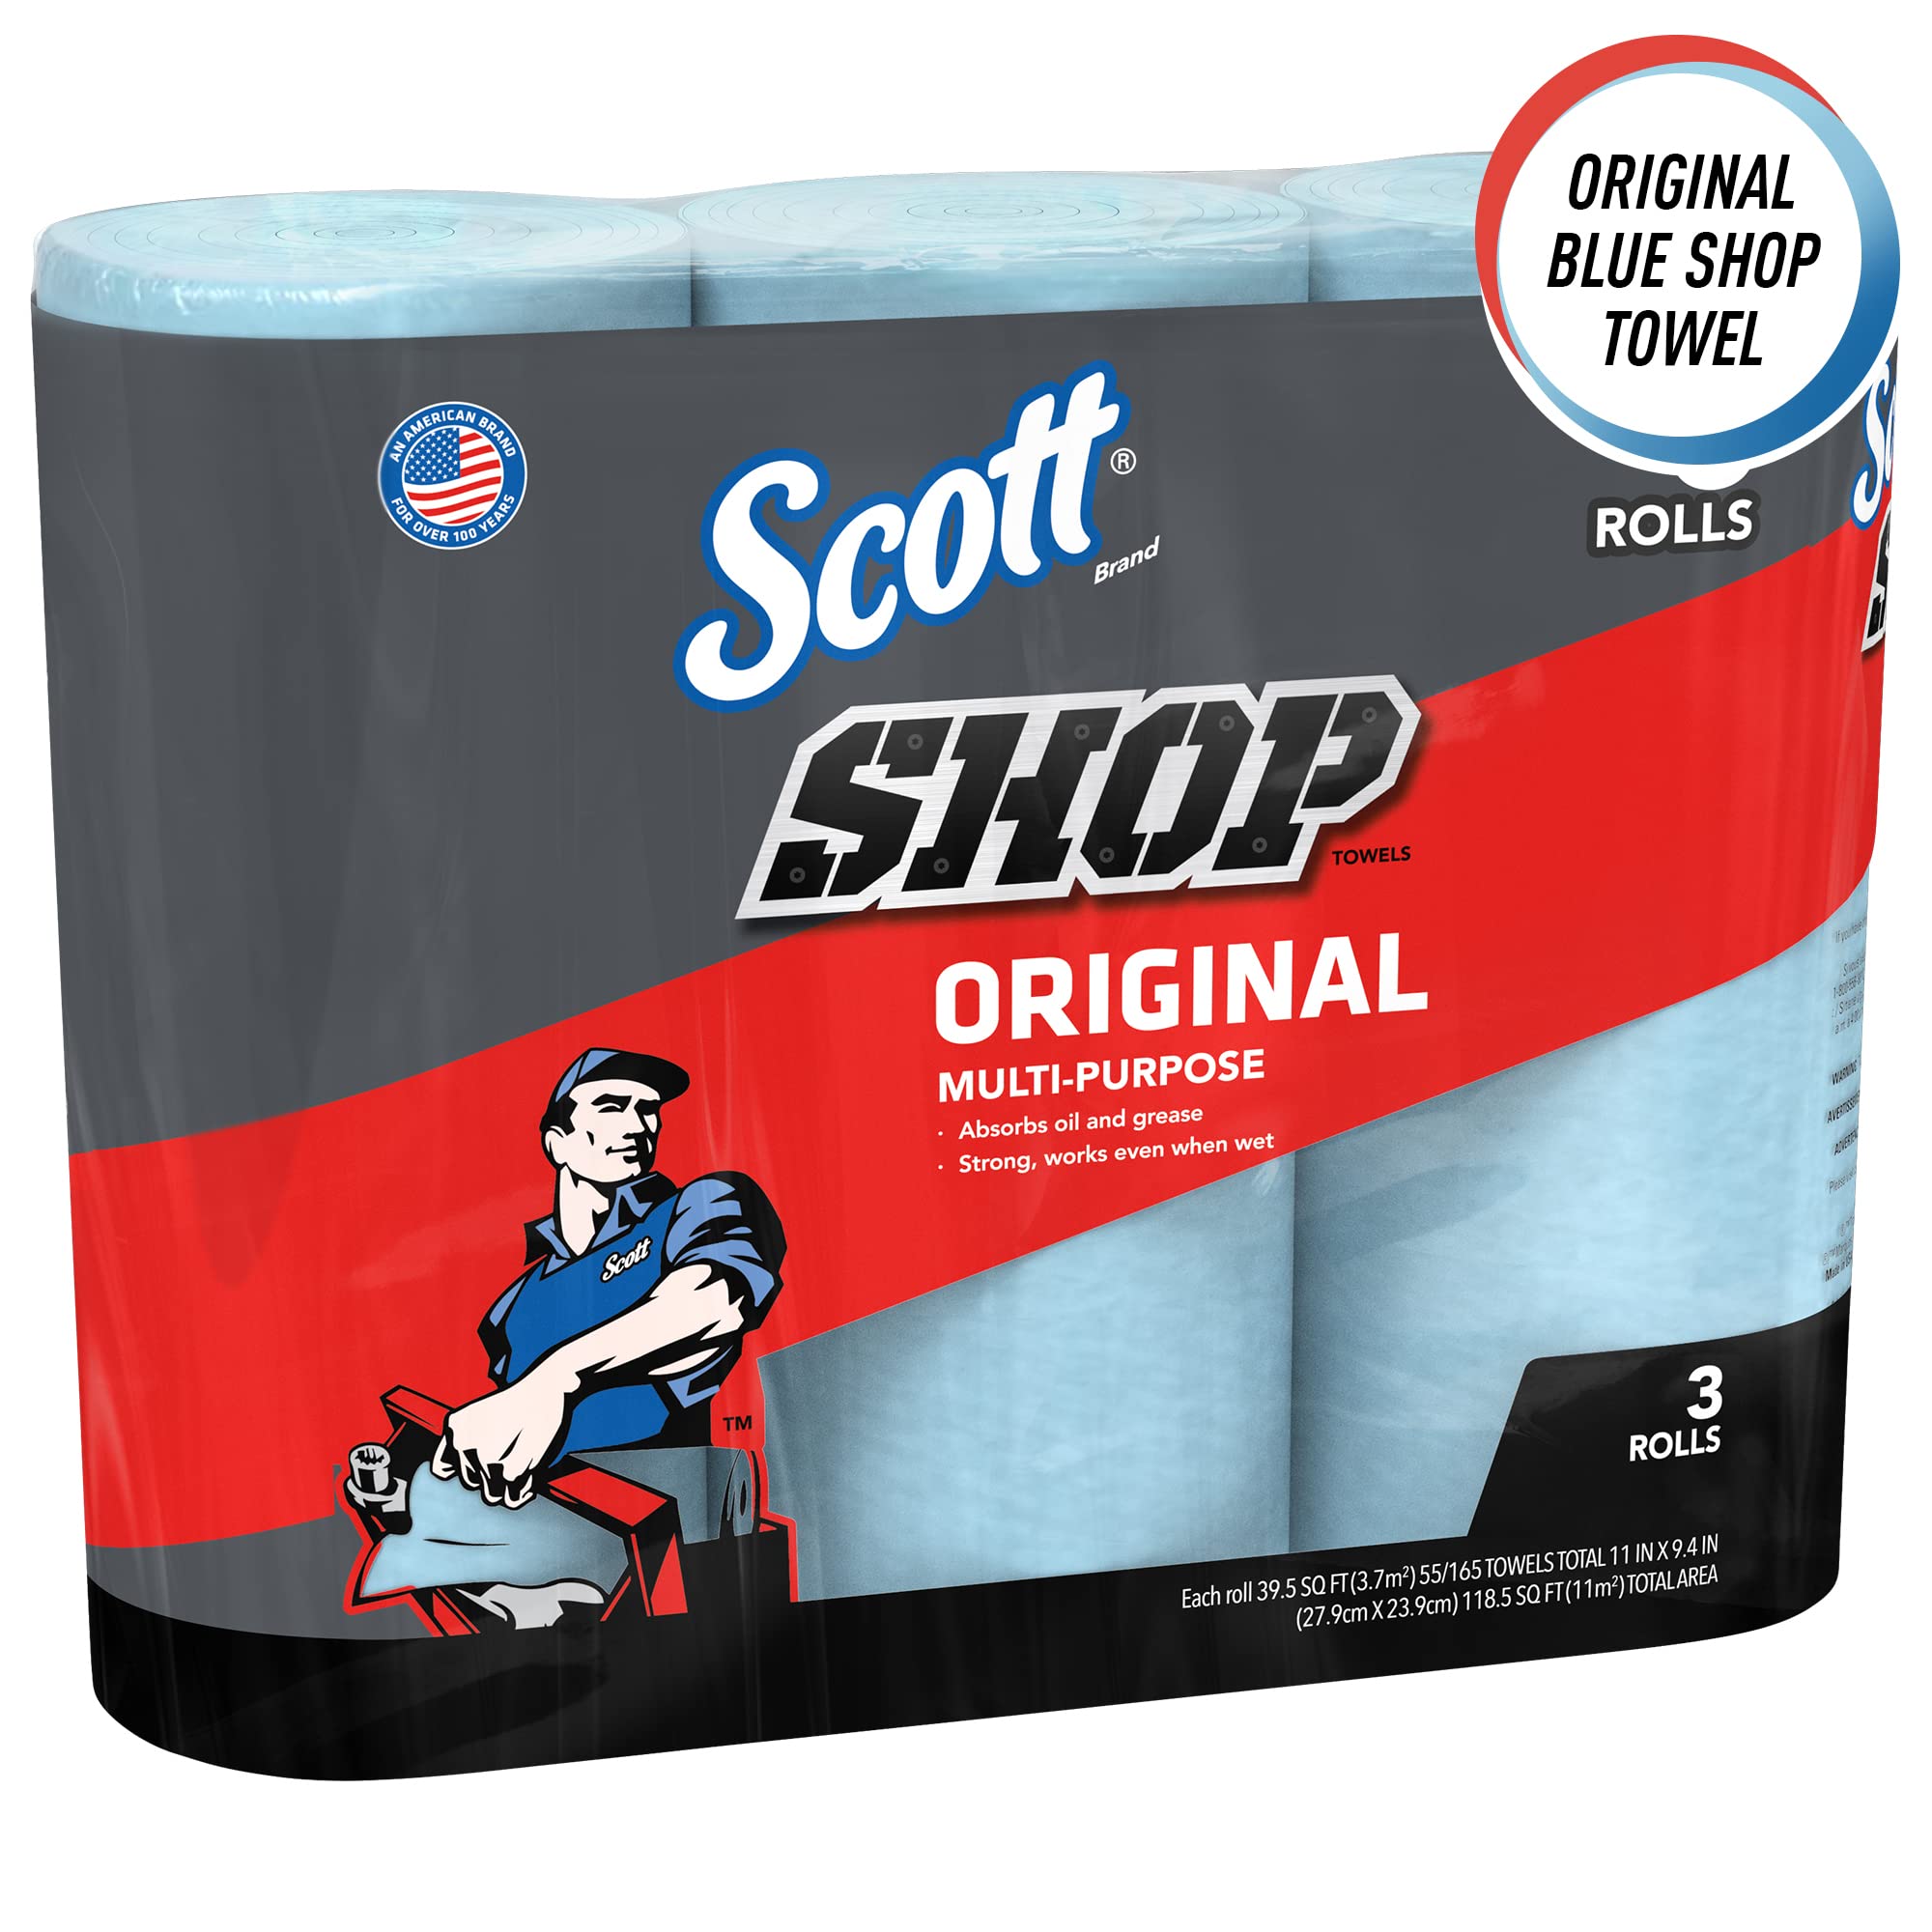 ORIGINAL
BLUE SHOP
TOWEL
AN AMERICAN BRAND
FOR OVER 100 YEARS
Scott®
Brand
ROLLS
SHOP
TOWELS
ORIGINAL
MULTI-PURPOSE
· Absorbs oil and grease
· Strong, works even when wet
Scott
TM
3
ROLLS
Each roll 39.5 SQ FT (3.7m²) 55/165 TOWELS TOTAL 11 IN X 9.4 IN
(27.9cm X 23.9cm) 118.5 SQ FT (11m²) TOTAL AREA
WARNING